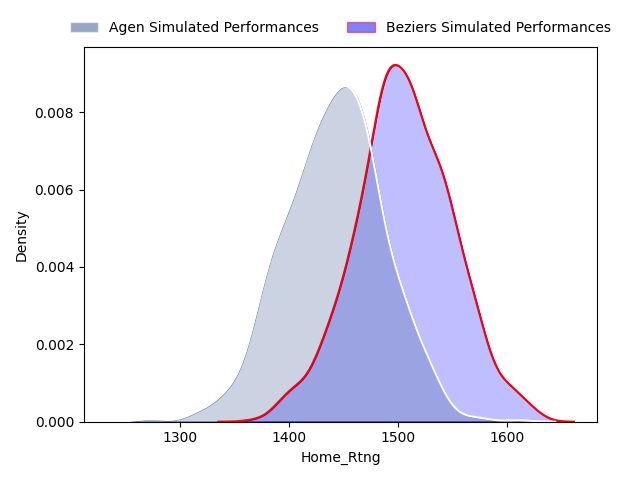 Agen Simulated Performances Beziers Simulated Performances
0.008
0.006
0.004
0.002
0.000
Density
1300 1400 1500 1600
Home_Rtng